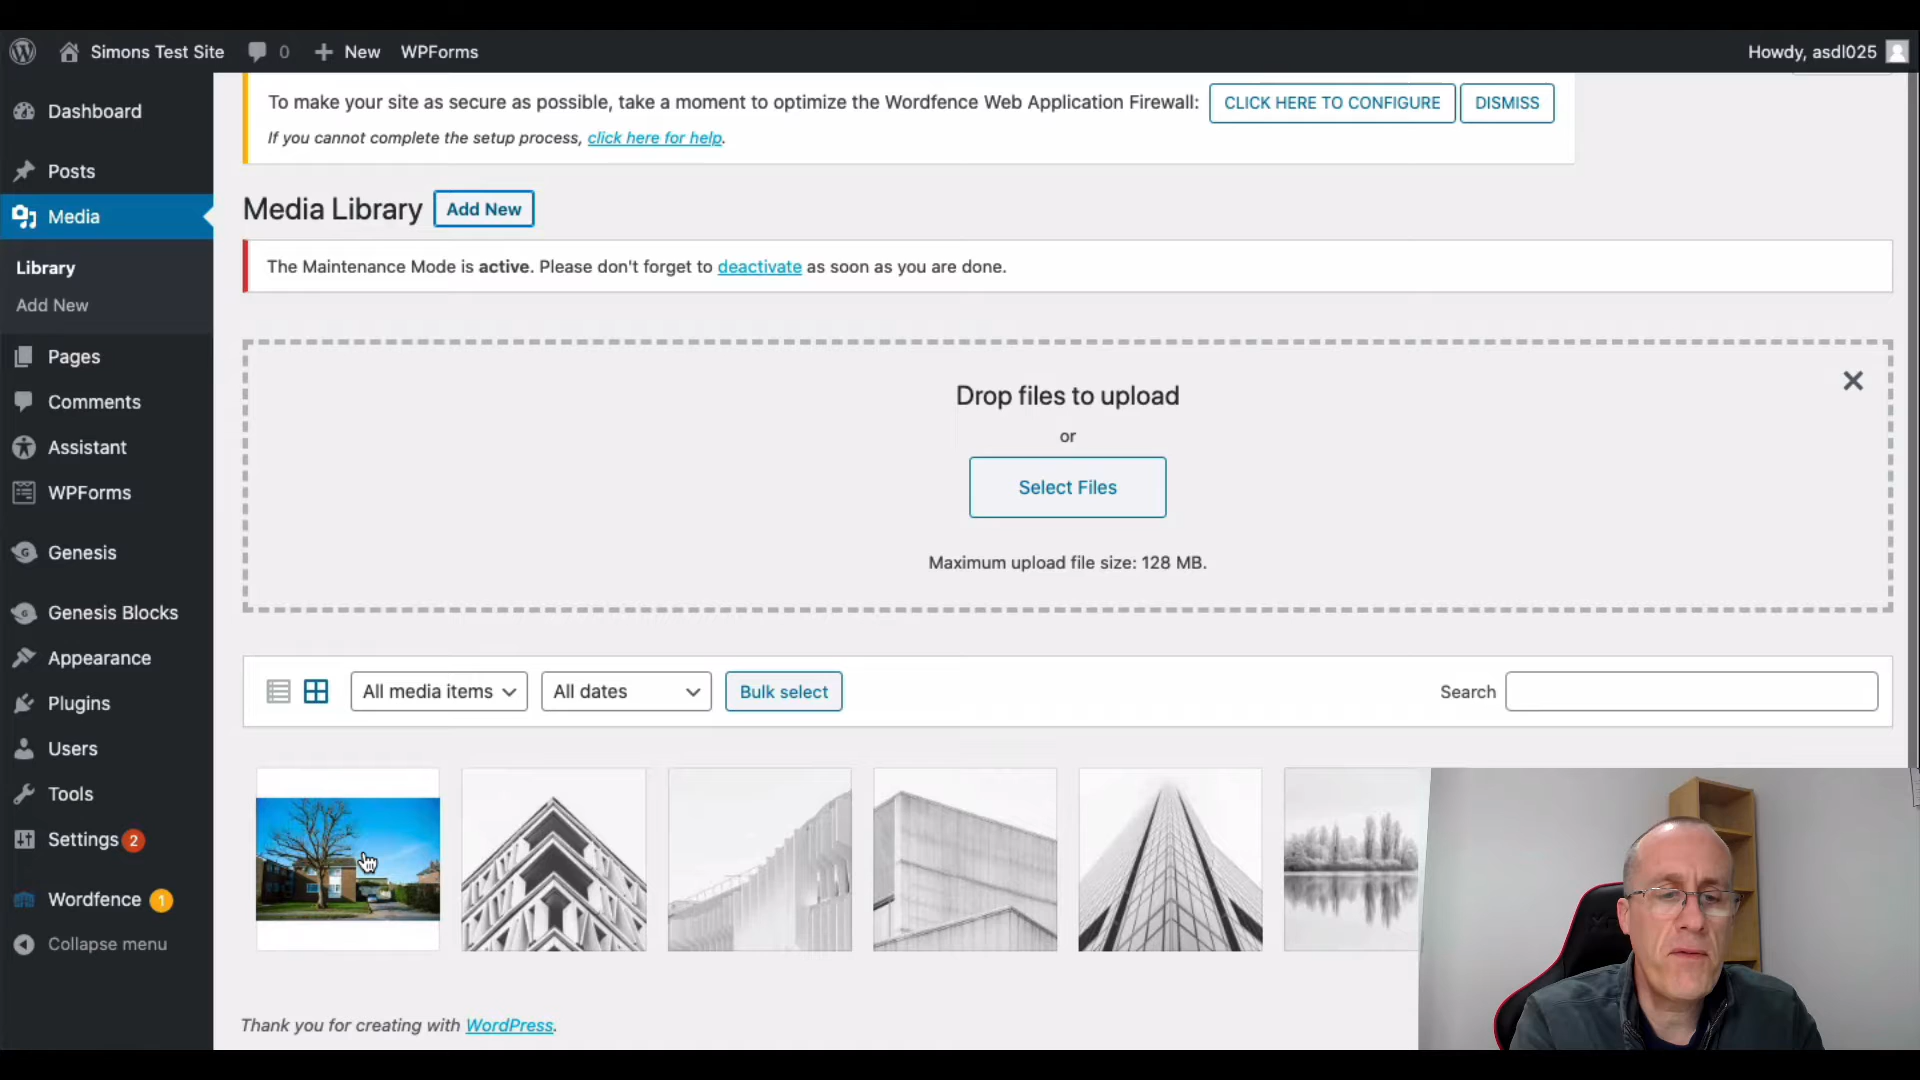 Simons Test Site 0 New WPForms Howdy, asdl025
Dashboard
Posts
Media
Library
Add New
Pages
Comments
Assistant
WPForms
Genesis
Genesis Blocks
Appearance
Plugins
Users
Tools
Settings 2
Wordfence 1
Collapse menu
To make your site as secure as possible, take a moment to optimize the Wordfence Web Application Firewall: CLICK HERE TO CONFIGURE DISMISS
If you cannot complete the setup process, click here for help.
Media Library Add New
The Maintenance Mode is active. Please don't forget to deactivate as soon as you are done.
Drop files to upload
or
Select Files
Maximum upload file size: 128 MB.
All media items All dates Bulk select Search
Thank you for creating with WordPress.